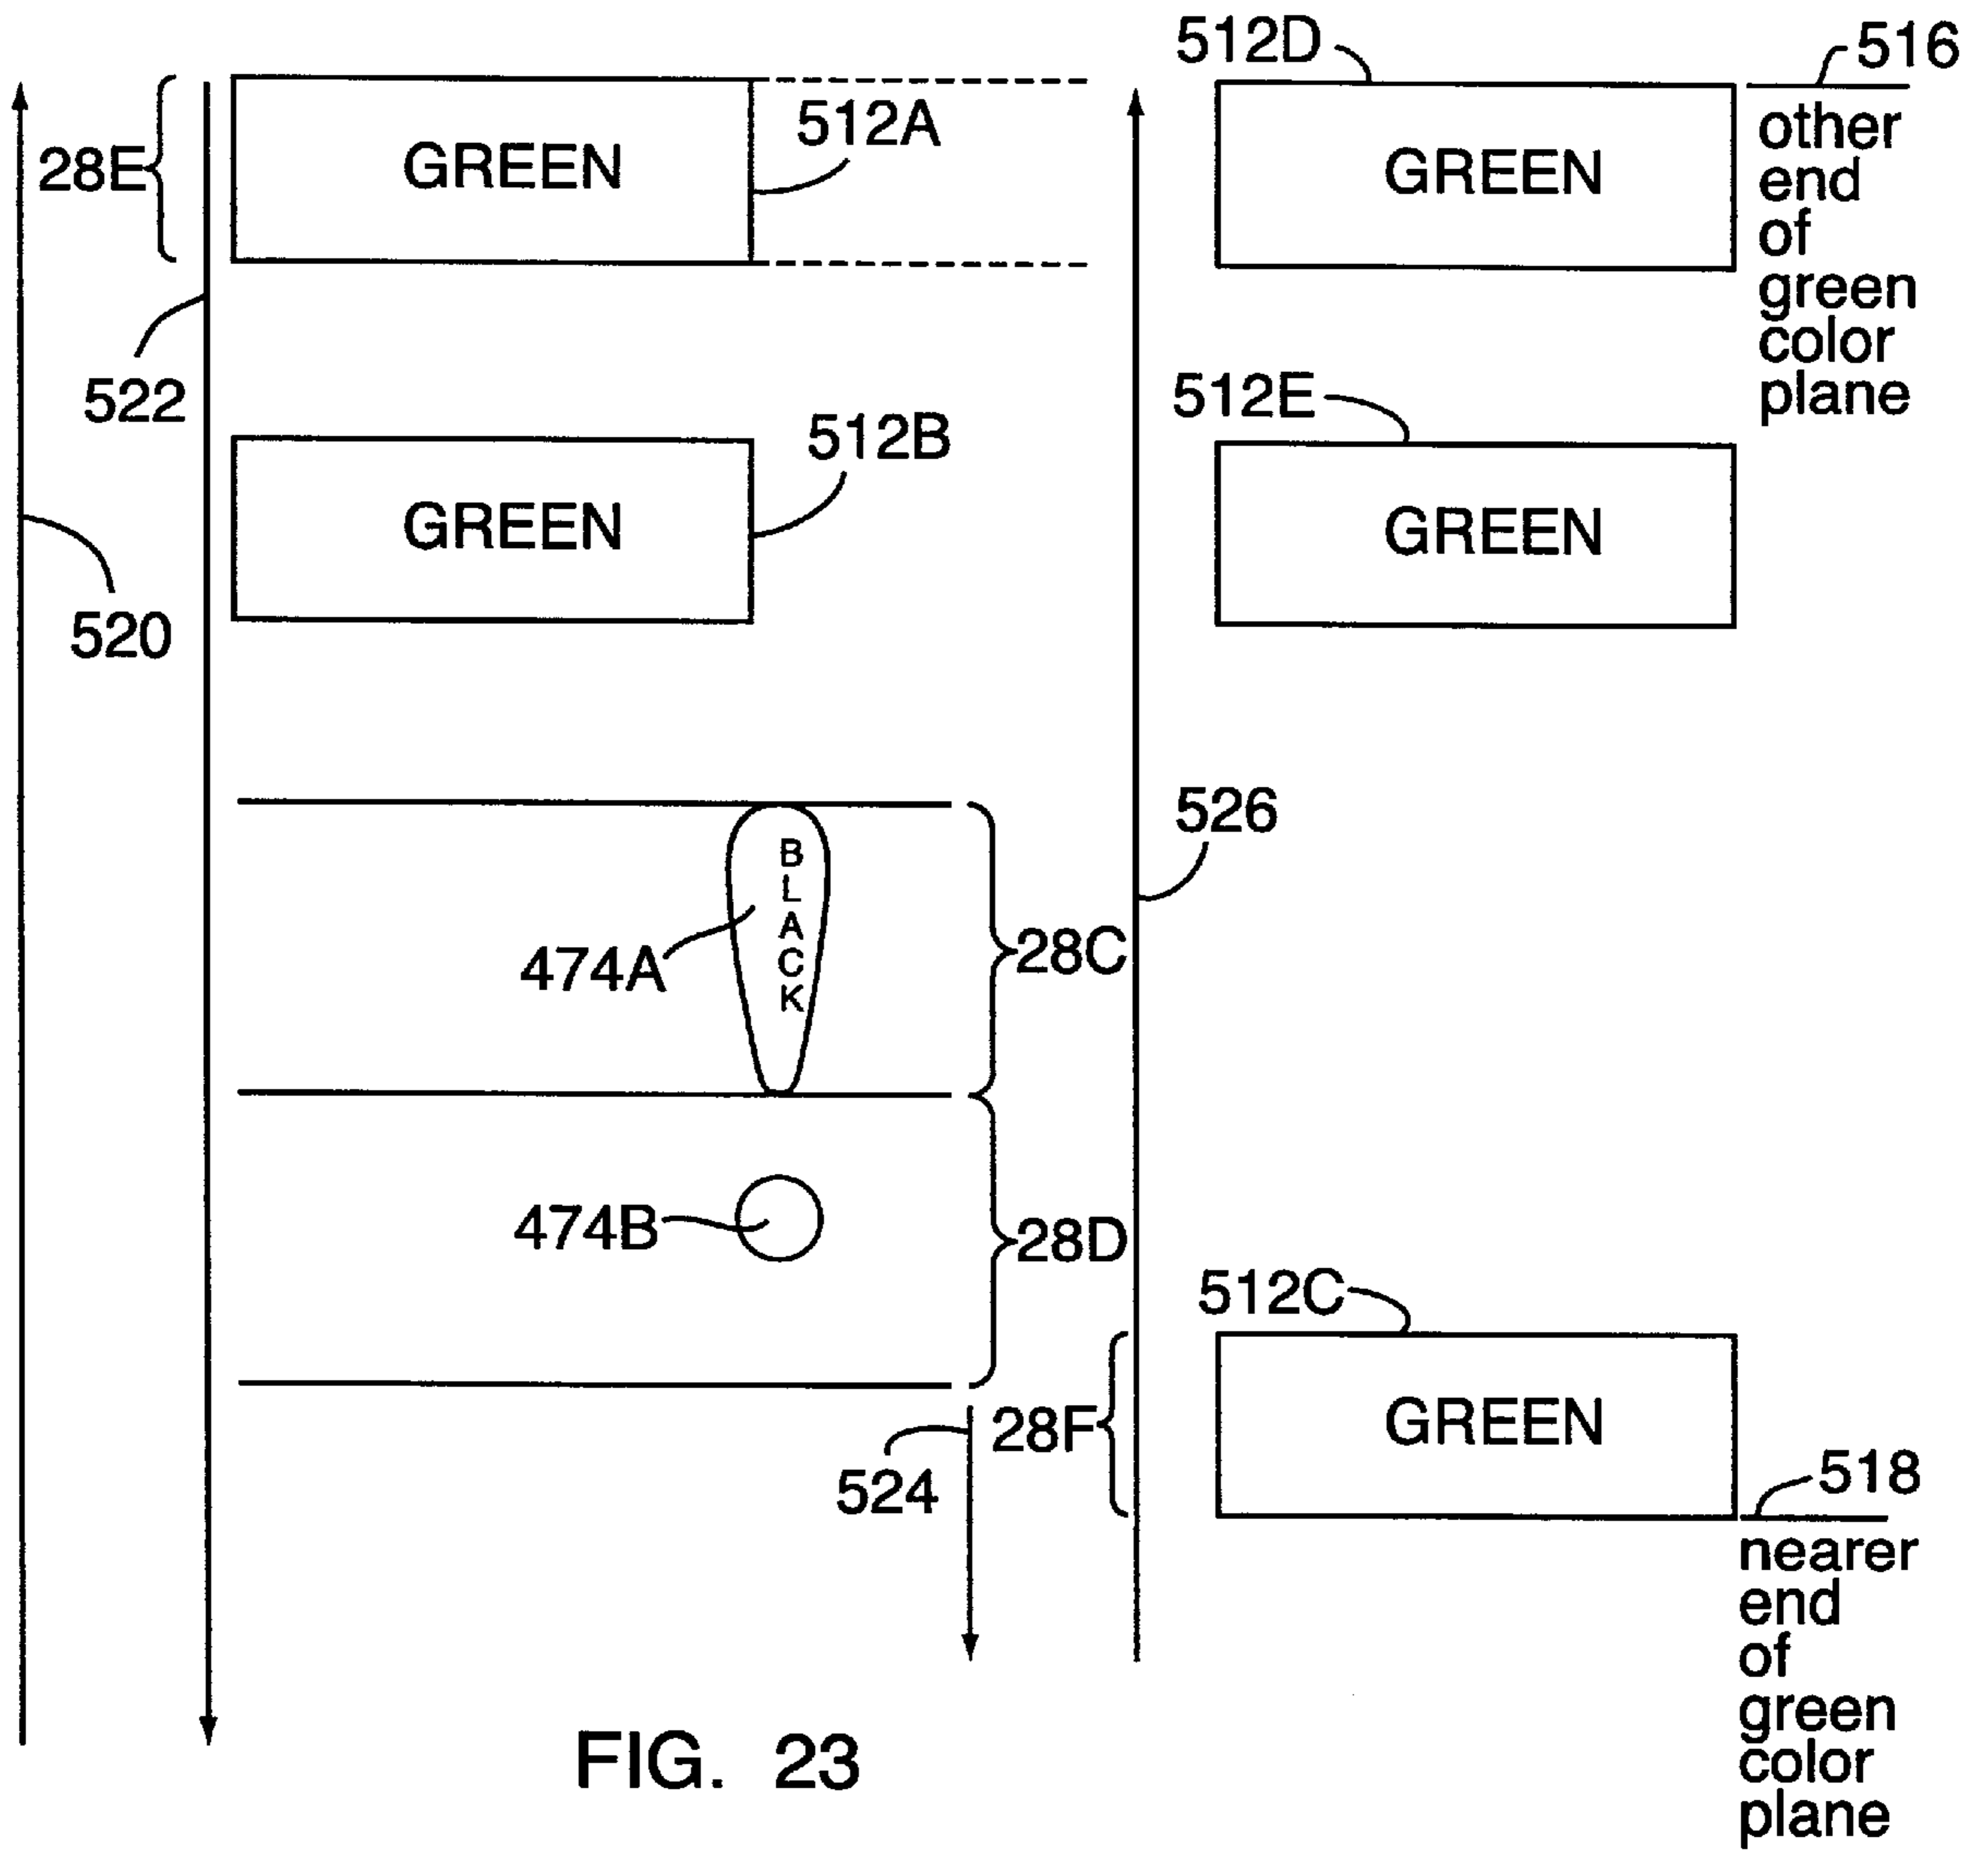 512D
516
28E
GREEN
512A
GREEN
other
end
of
green
color
plane
522
512B
512E
GREEN
GREEN
520
526
BLACK
474A
28C
474B
28D
512C
28F
GREEN
524
518
nearer
end
of
green
color
plane
FIG. 23